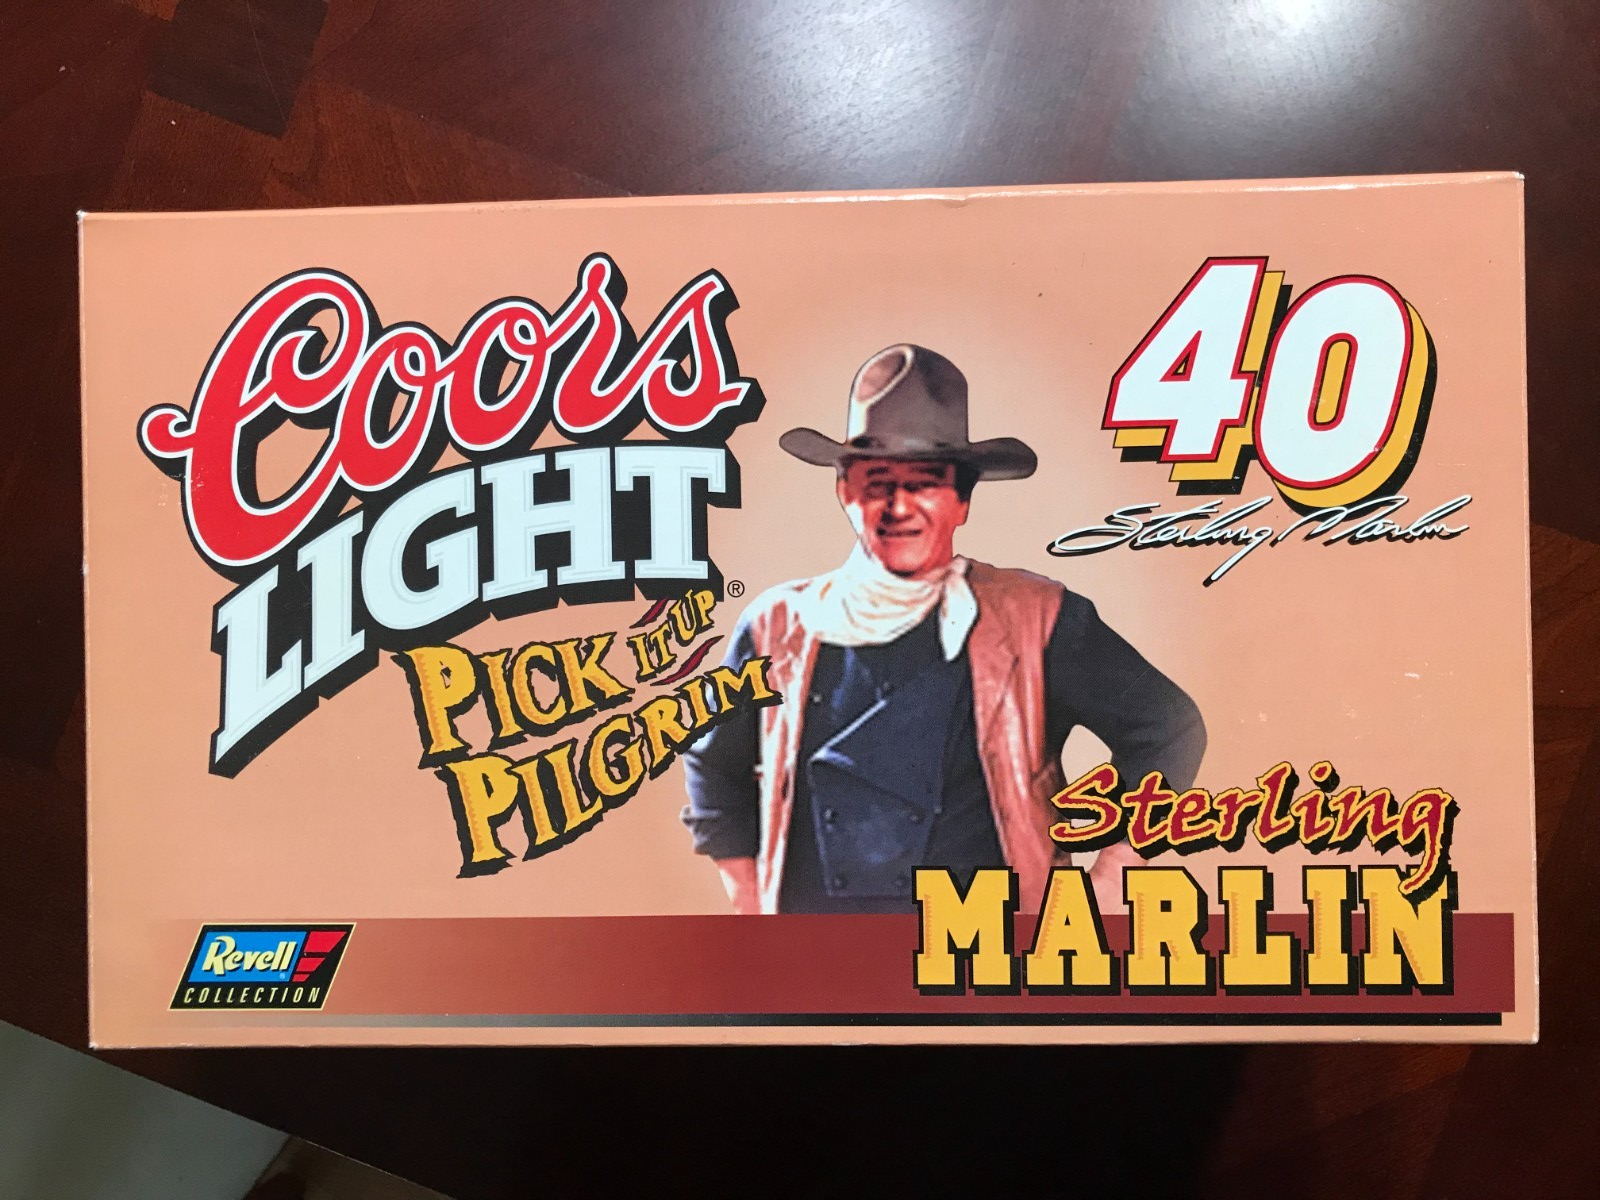 Coors
LIGHT®
PICK IT UP
PILGRIM
40
Sterling Marlin
Sterling
MARLIN
Revell
COLLECTION